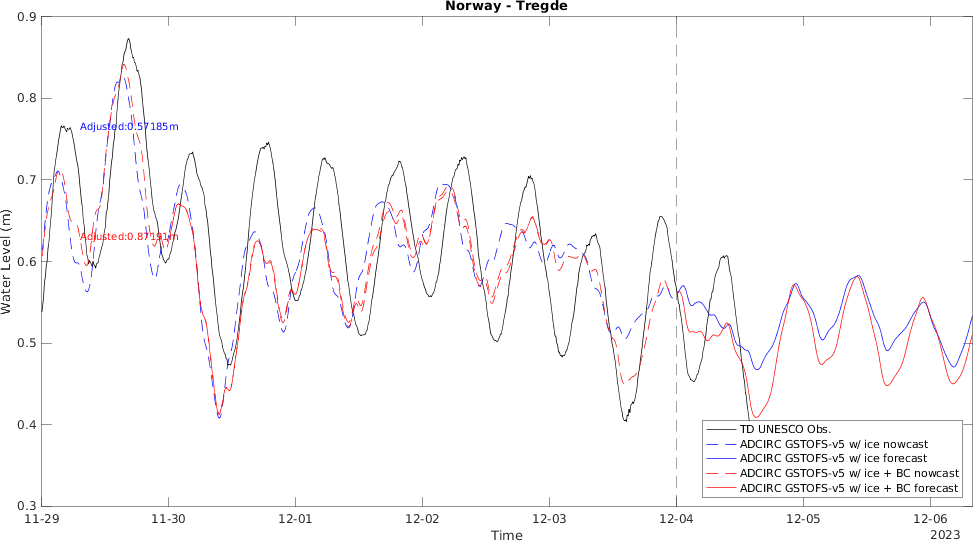 Norway - Tregde
0.9
0.8
0.7
0.6
0.5
0.4
0.3
Water Level (m)
Adjusted:0.57185m
Adjusted:0.87191m
TD UNESCO Obs.
ADCIRC GSTOFS-v5 w/ ice nowcast
ADCIRC GSTOFS-v5 w/ ice forecast
ADCIRC GSTOFS-v5 w/ ice + BC nowcast
ADCIRC GSTOFS-v5 w/ ice + BC forecast
11-29 11-30 12-01 12-02 12-03 12-04 12-05 12-06
Time
2023